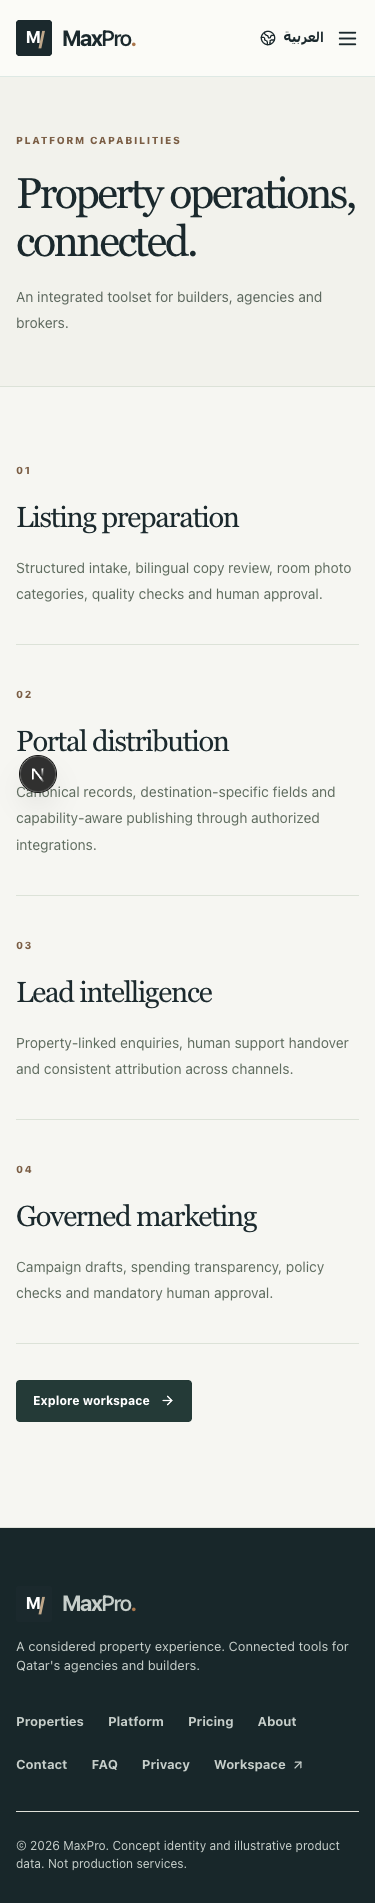 M/ MaxPro.
العربية
PLATFORM CAPABILITIES
Property operations,
connected.
An integrated toolset for builders, agencies and
brokers.
01
Listing preparation
Structured intake, bilingual copy review, room photo
categories, quality checks and human approval.
02
Portal distribution
N
Canonical records, destination-specific fields and
capability-aware publishing through authorized
integrations.
03
Lead intelligence
Property-linked enquiries, human support handover
and consistent attribution across channels.
04
Governed marketing
Campaign drafts, spending transparency, policy
checks and mandatory human approval.
Explore workspace →
M/ MaxPro.
A considered property experience. Connected tools for
Qatar's agencies and builders.
Properties Platform Pricing About
Contact FAQ Privacy Workspace ↗
© 2026 MaxPro. Concept identity and illustrative product
data. Not production services.